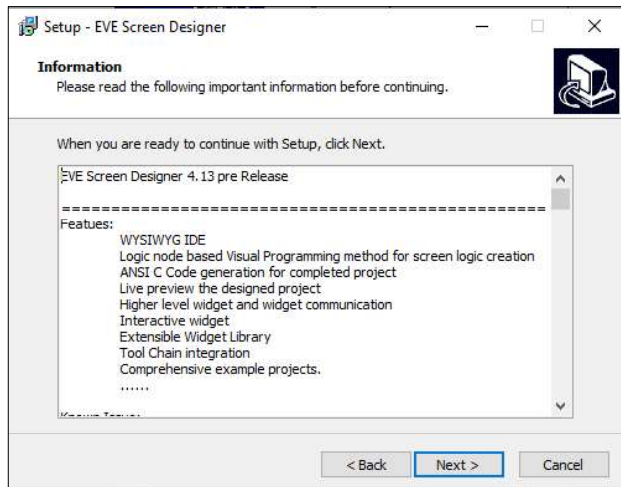 Setup - EVE Screen Designer
Information
Please read the following important information before continuing.
When you are ready to continue with Setup, click Next.
EVE Screen Designer 4.13 pre Release
==================================================
Featues:
WYSIWYG IDE
Logic node based Visual Programming method for screen logic creation
ANSI C Code generation for completed project
Live preview the designed project
Higher level widget and widget communication
Interactive widget
Extensible Widget Library
Tool Chain integration
Comprehensive example projects.
......
< Back Next > Cancel